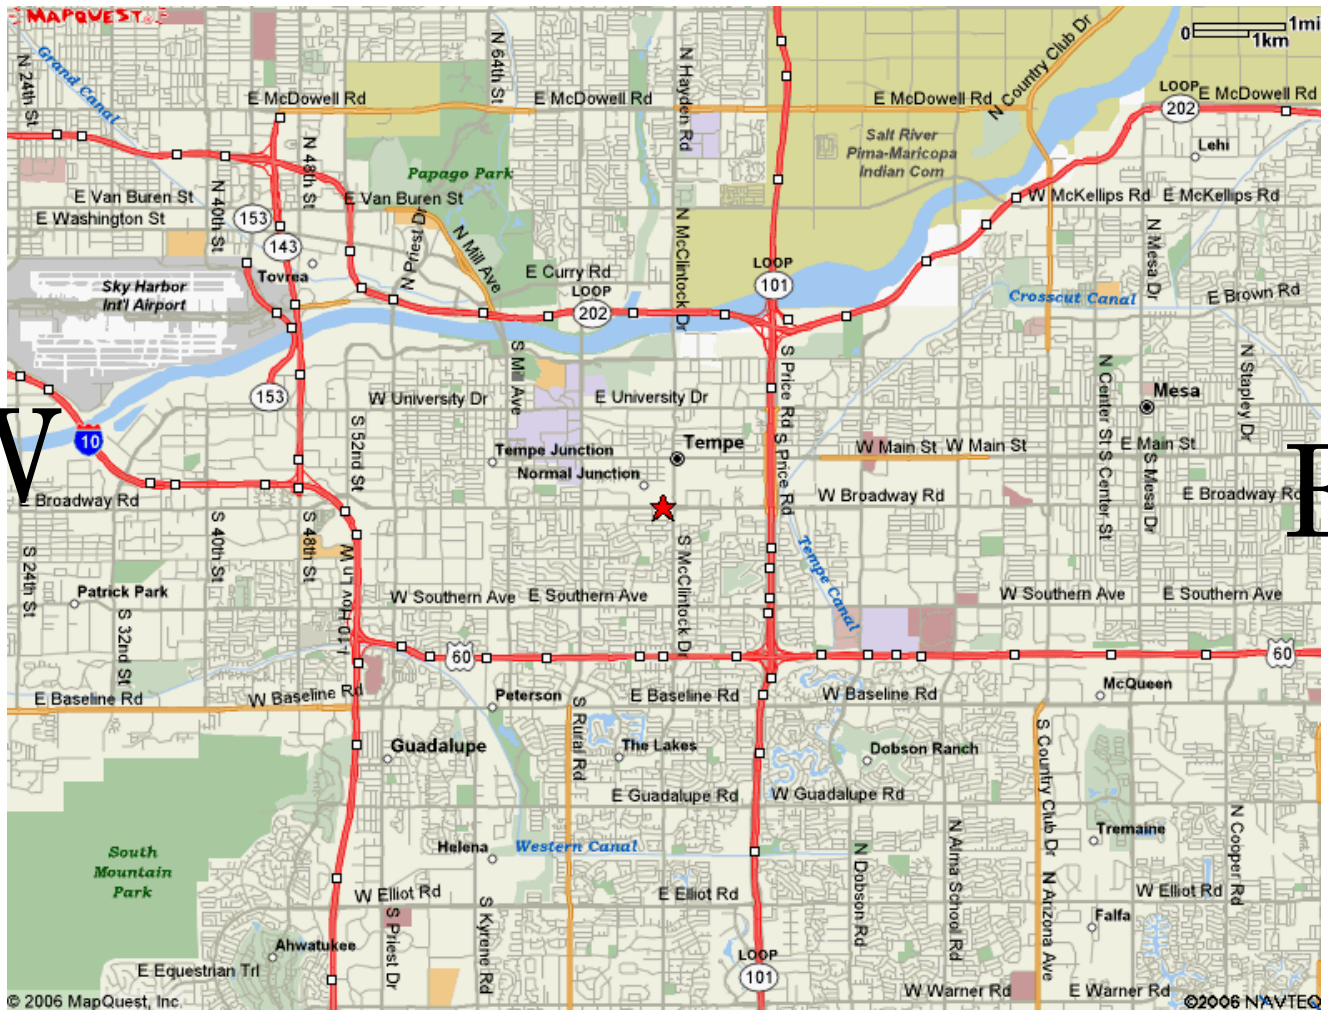 MAPQUEST
1mi
0
1km
Grand Canal
N 24th St
N 64th St
N Hayden Rd
N Country Club Dr
E McDowell Rd
E McDowell Rd
E McDowell Rd
LOOP
202
E McDowell Rd
Lehi
N 48th St
Salt River
Pima-Maricopa
Indian Com
Papago Park
E Van Buren St
E Van Buren St
W McKellips Rd
E McKellips Rd
E Washington St
N 40th St
153
143
N Priest Dr
N Mill Ave
N McClintock Dr
N Mesa Dr
Tovrea
E Curry Rd
LOOP
101
Sky Harbor
Int'l Airport
LOOP
202
Crosscut Canal
E Brown Rd
S Mill Ave
S Price Rd
N Center St
N Stapley Dr
153
W University Dr
E University Dr
Mesa
W
10
S 52nd St
Tempe Junction
Tempe
Normal Junction
S Price Rd
W Main St
W Main St
E Main St
S Center St
S Mesa Dr
E Broadway Rd
W Broadway Rd
E Broadway Rd
S 24th St
S 40th St
S 48th St
I-10 Hov Ln W
S McClintock Dr
Tempe Canal
Patrick Park
S 32nd St
W Southern Ave
E Southern Ave
W Southern Ave
E Southern Ave
60
60
E Baseline Rd
W Baseline Rd
Peterson
E Baseline Rd
W Baseline Rd
McQueen
S Rural Rd
Guadalupe
The Lakes
Dobson Ranch
S Country Club Dr
E Guadalupe Rd
W Guadalupe Rd
South
Mountain
Park
Helena
Western Canal
N Dobson Rd
N Alma School Rd
Tremaine
N Cooper Rd
W Elliot Rd
E Elliot Rd
N Arizona Ave
W Elliot Rd
S Priest Dr
S Kyrene Rd
Falfa
Ahwatukee
E Equestrian Trl
LOOP
101
W Warner Rd
E Warner Rd
© 2006 MapQuest, Inc.
©2006 NAVTEQ